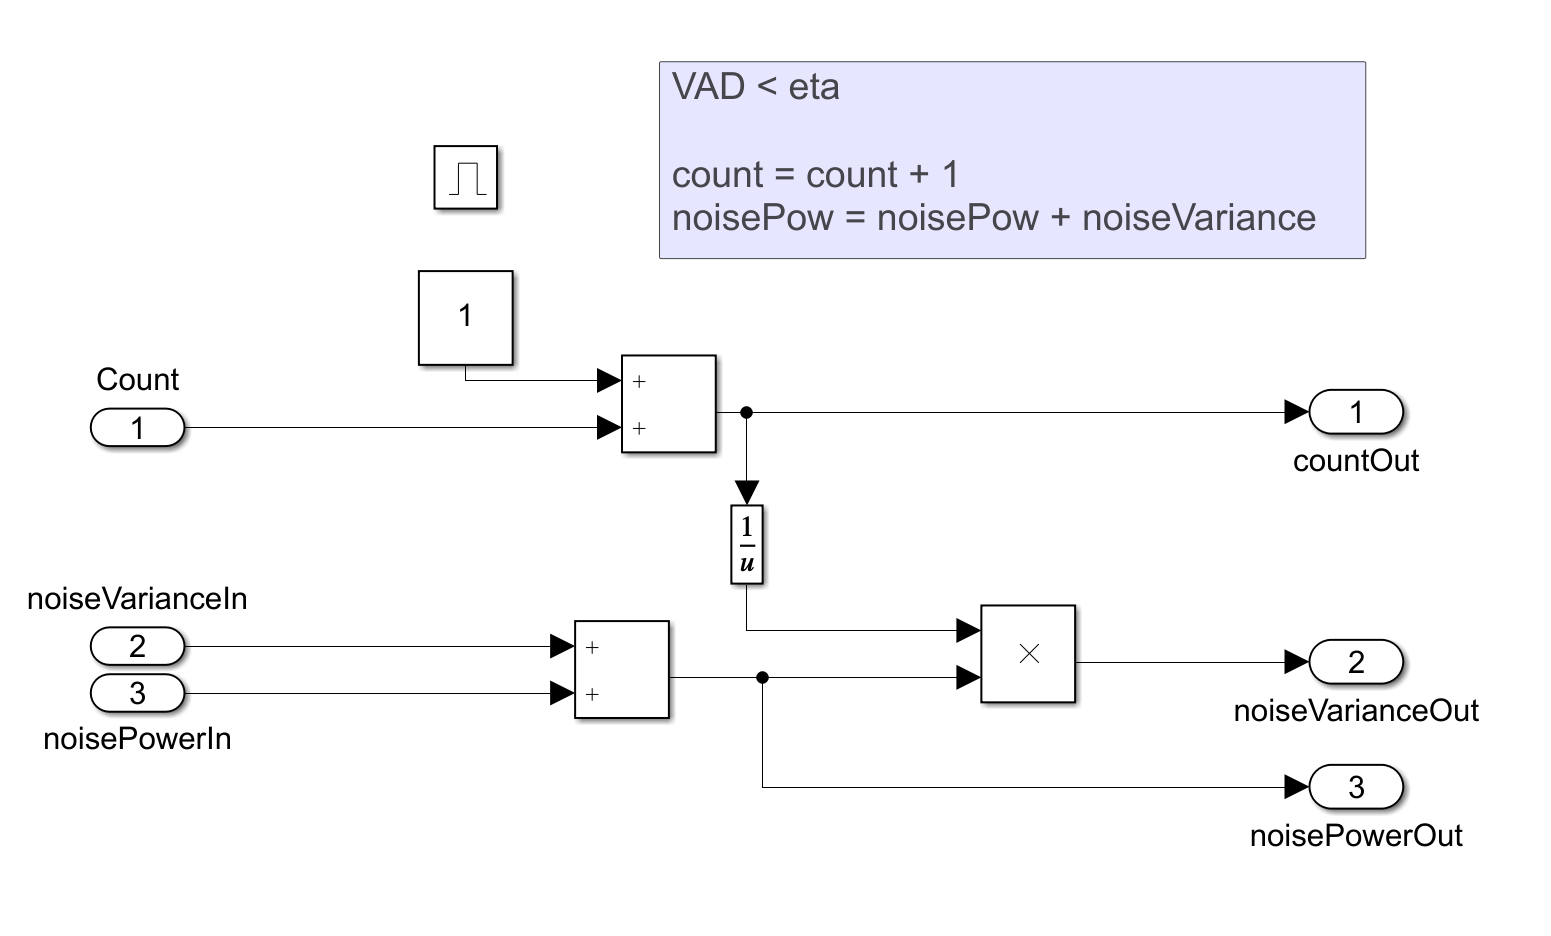 VAD < eta
count = count + 1
noisePow = noisePow + noiseVariance
1
+
+
Count
1
1
countOut
1
u
noiseVarianceIn
2
3
noisePowerIn
+
+
×
2
noiseVarianceOut
3
noisePowerOut